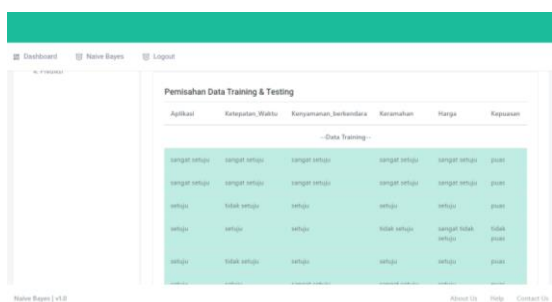 Dashboard Naive Bayes Logout
Pemisahan Data Training & Testing
Aplikasi Ketepatan_Waktu Kenyamanan_berkendara Keramahan Harga Kepuasan
--Data Training--
sangat setuju sangat setuju sangat setuju sangat setuju sangat setuju puas
sangat setuju sangat setuju sangat setuju sangat setuju sangat setuju puas
setuju tidak setuju setuju setuju setuju puas
setuju setuju setuju tidak setuju sangat tidak tidak
setuju puas
setuju tidak setuju setuju setuju setuju puas
Naive Bayes | v1.0 About Us Help Contact Us